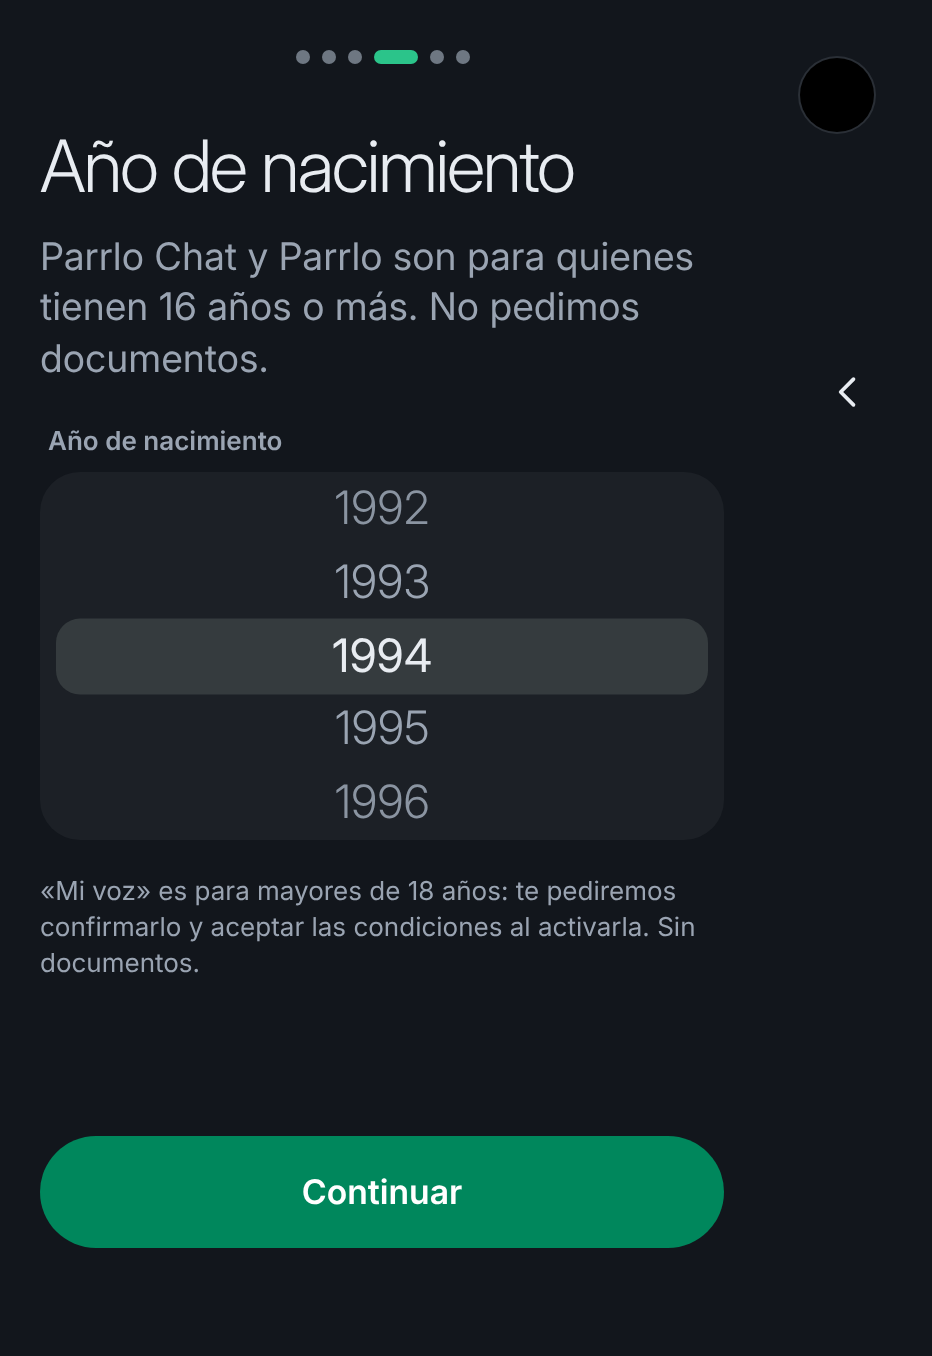 Año de nacimiento
Parrlo Chat y Parrlo son para quienes
tienen 16 años o más. No pedimos
documentos.
Año de nacimiento
1992
1993
1994
1995
1996
«Mi voz» es para mayores de 18 años: te pediremos
confirmarlo y aceptar las condiciones al activarla. Sin
documentos.
Continuar